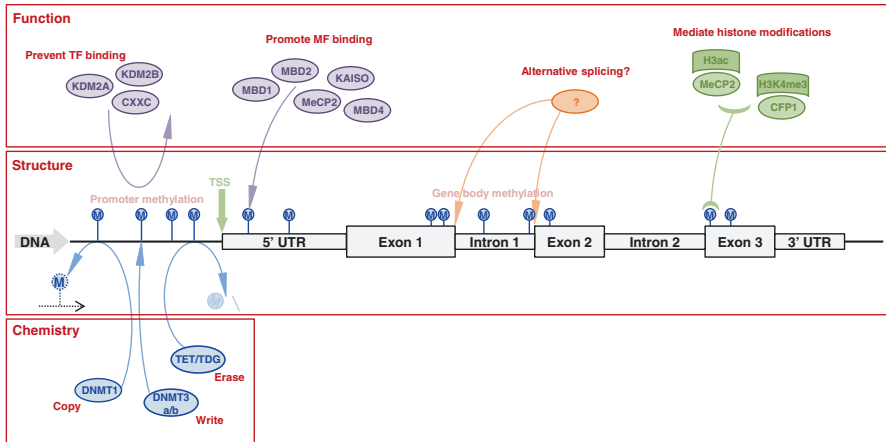 Function
Prevent TF binding
KDM2B
KDM2A
CXXC
Promote MF binding
MBD2
KAISO
MBD1
MeCP2
MBD4
Alternative splicing?
?
Mediate histone modifications
H3ac
MeCP2
H3K4me3
CFP1
Structure
TSS
Promoter methylation
Gene body methylation
M
M
M
M
M
M
M
M
M
M
M
M
M
DNA
5' UTR
Exon 1
Intron 1
Exon 2
Intron 2
Exon 3
3' UTR
M
M
Chemistry
TET/TDG
Erase
DNMT1
Copy
DNMT3
a/b
Write